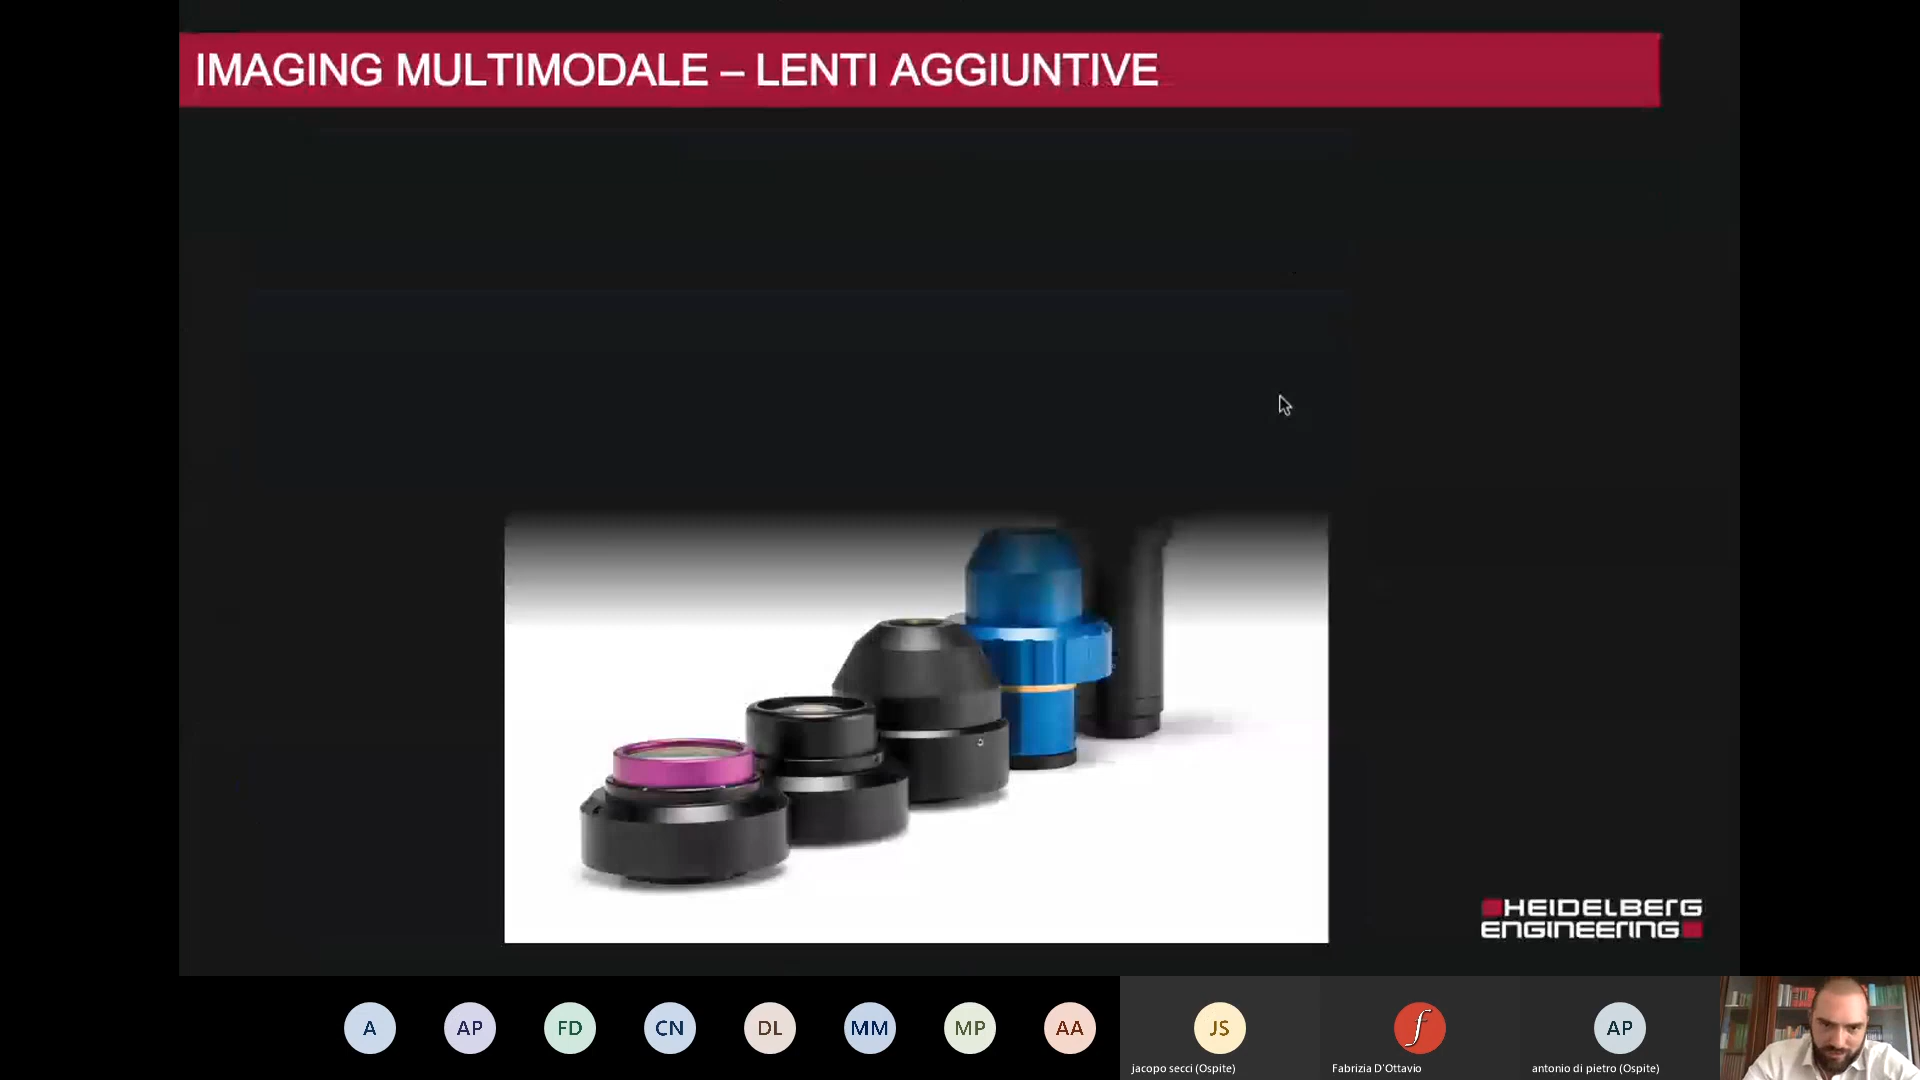 IMAGING MULTIMODALE – LENTI AGGIUNTIVE
HEIDELBERG
ENGINEERING
A
AP
FD
CN
DL
MM
MP
AA
JS
f
AP
jacopo secci (Ospite)
Fabrizia D'Ottavio
antonio di pietro (Ospite)